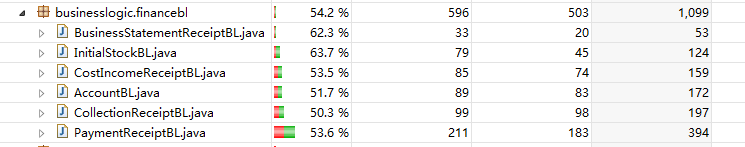 businesslogic.financebl 54.2 % 596 503 1,099
BusinessStatementReceiptBL.java 62.3 % 33 20 53
InitialStockBL.java 63.7 % 79 45 124
CostIncomeReceiptBL.java 53.5 % 85 74 159
AccountBL.java 51.7 % 89 83 172
CollectionReceiptBL.java 50.3 % 99 98 197
PaymentReceiptBL.java 53.6 % 211 183 394